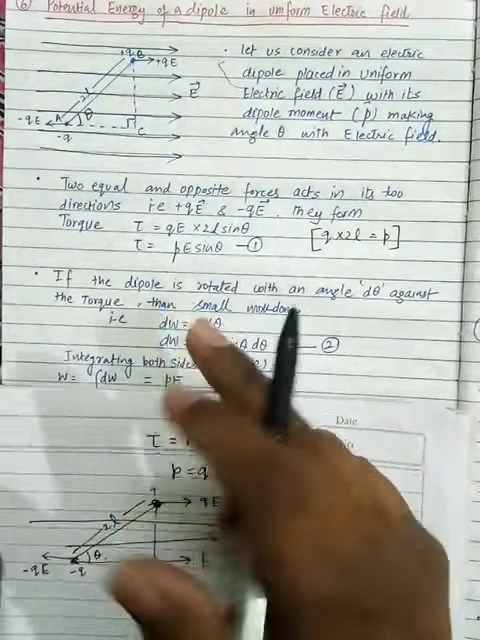 ⑥ Potential Energy of a dipole in uniform Electric field
+q B
+qE
2l
-qE
A
θ
-q
C
E⃗
• let us consider an electric
dipole placed in uniform
Electric field (E⃗) with its
dipole moment (p⃗) making
angle θ with Electric field.
• Two equal and opposite forces acts in its two
directions i.e +qE⃗ & -qE⃗. They form
Torque τ = qE × 2l sinθ
[q×2l = p]
τ = pE sinθ —①
• If the dipole is rotated with an angle 'dθ' against
the Torque, than small workdone
i.e dw =
dw = dθ —②
Integrating both sides
w = ∫dw = pE
Date
τ =
p = q
2l
qE
-qE
-q
θ